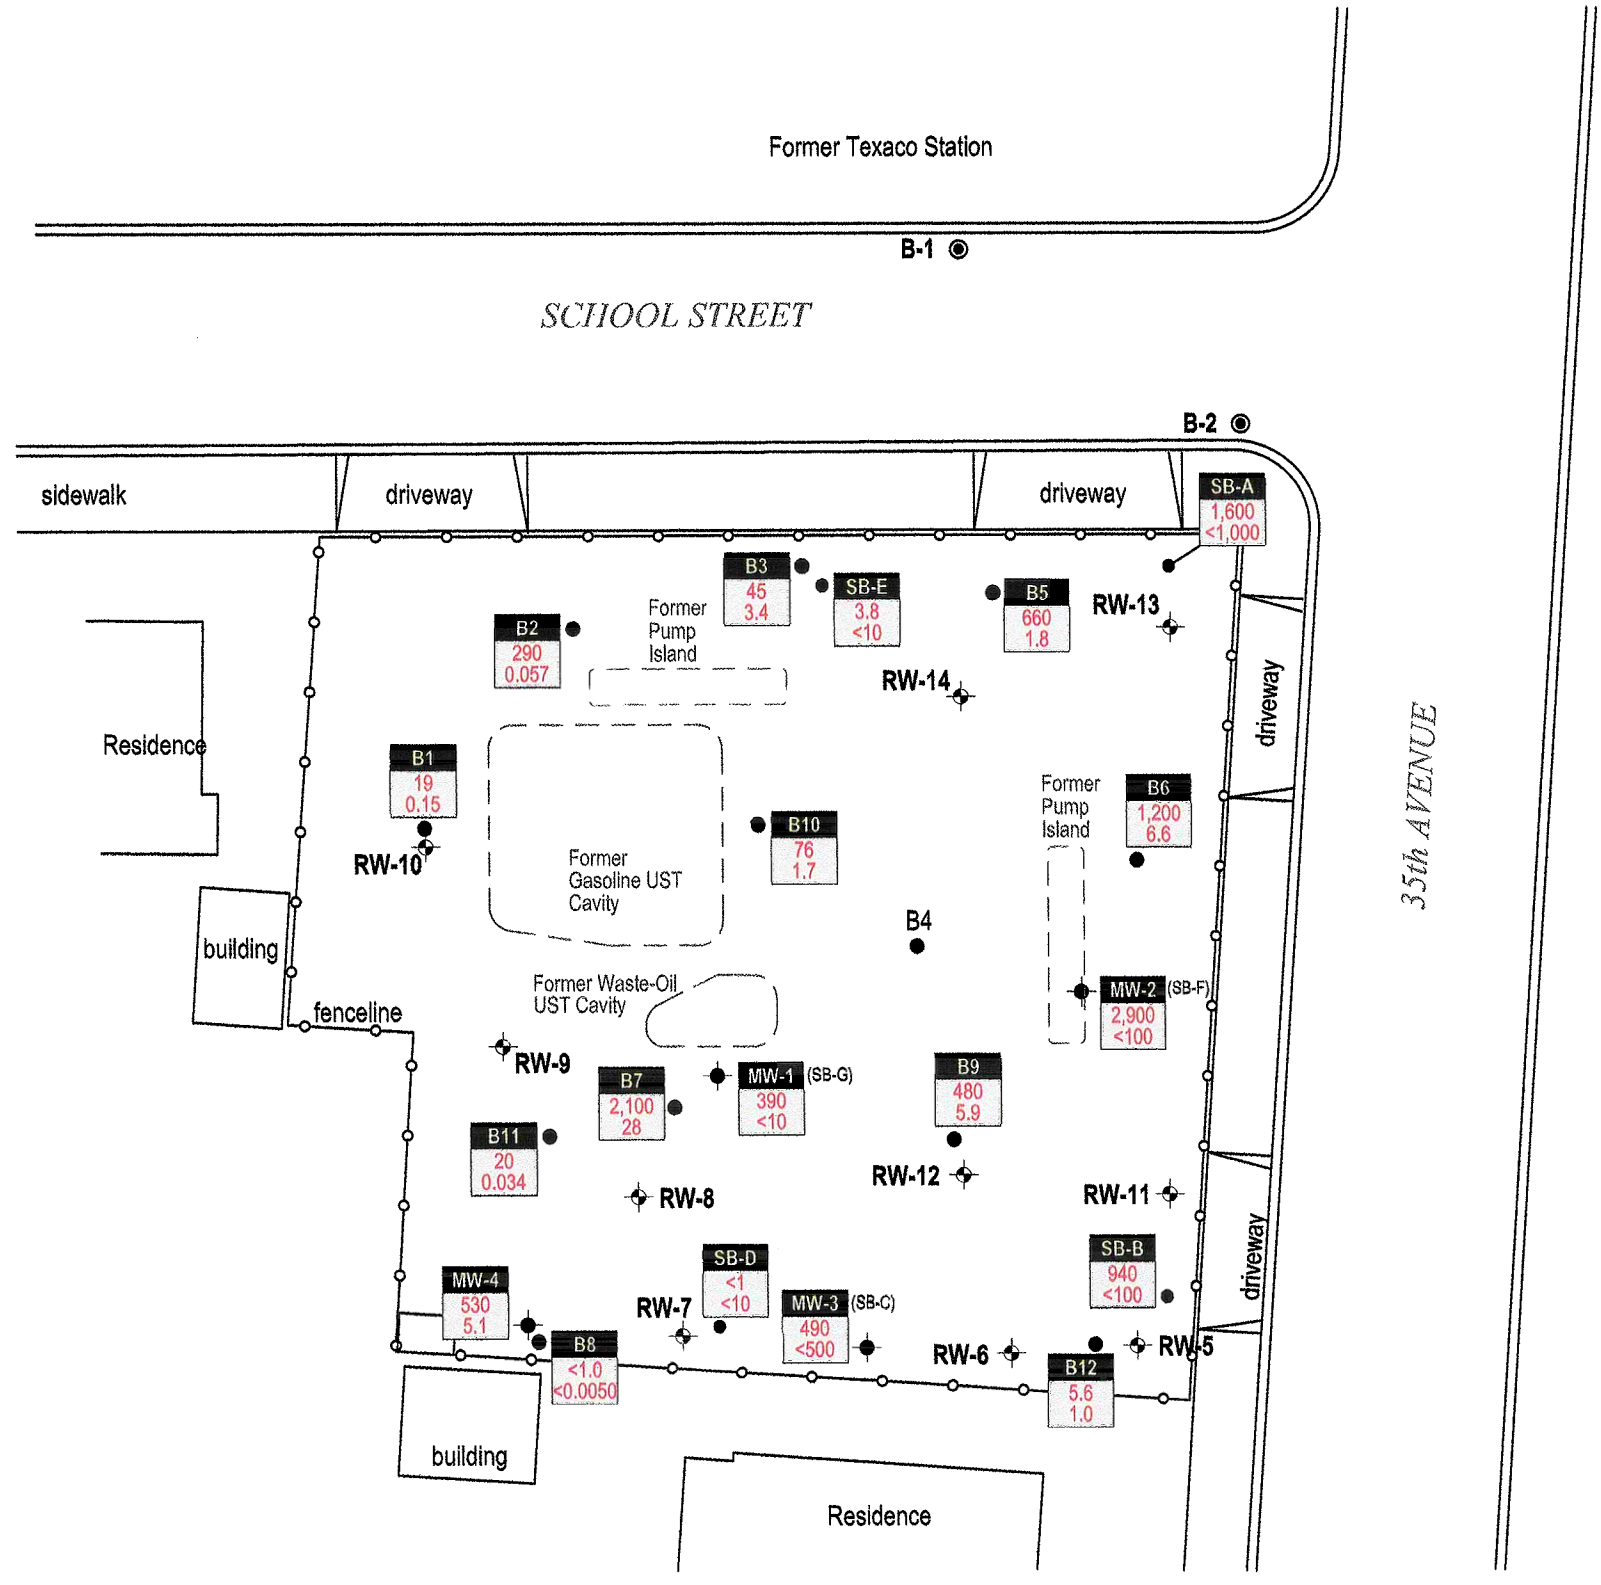 Former Texaco Station
B-1
SCHOOL STREET
B-2
sidewalk
driveway
driveway
SB-A
1,600
<1,000
B3
45
3.4
SB-E
3.8
<10
B5
660
1.8
RW-13
Former
Pump
Island
B2
290
0.057
RW-14
driveway
35th AVENUE
Residence
B1
19
0.15
RW-10
Former
Gasoline UST
Cavity
B10
76
1.7
Former
Pump
Island
B6
1,200
6.6
B4
building
Former Waste-Oil
UST Cavity
MW-2 (SB-F)
2,900
<100
fenceline
RW-9
B7
2,100
28
MW-1 (SB-G)
390
<10
B9
480
5.9
B11
20
0.034
RW-12
RW-8
RW-11
driveway
SB-B
940
<100
SB-D
<1
<10
MW-4
530
5.1
RW-7
MW-3 (SB-C)
490
<500
B8
<1.0
<0.0050
RW-6
RW-5
B12
5.6
1.0
building
Residence